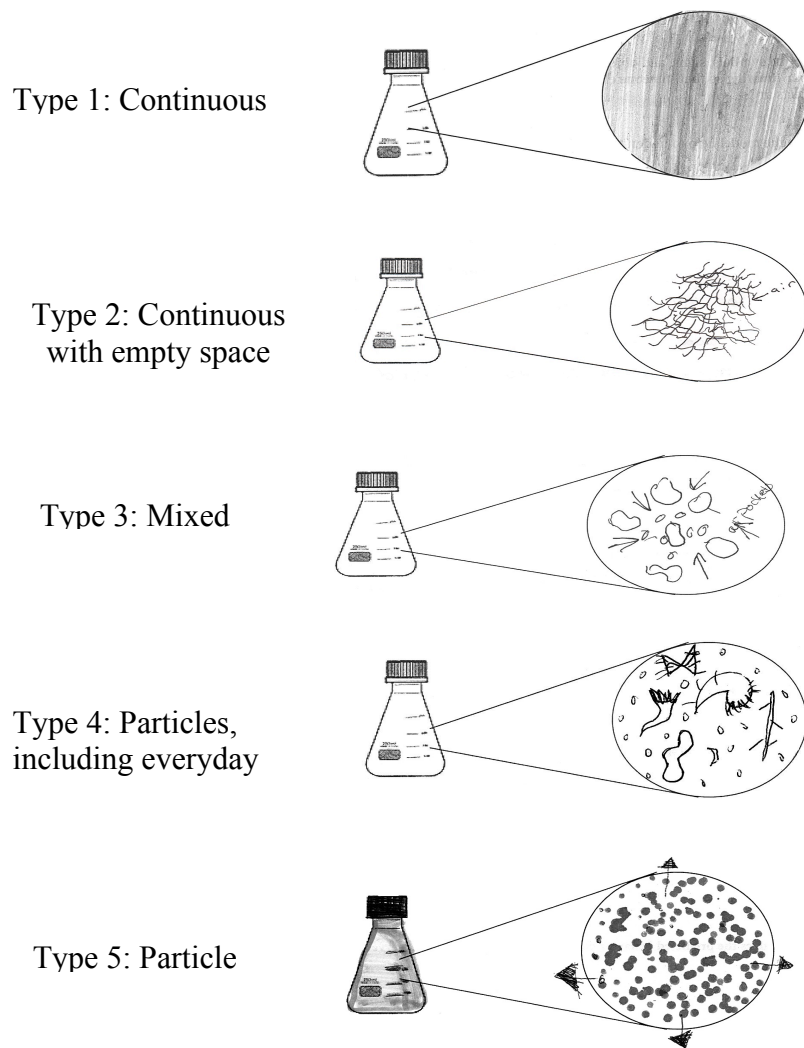 Type 1: Continuous
Type 2: Continuous
with empty space
air
Type 3: Mixed
Type 4: Particles,
including everyday
Type 5: Particle